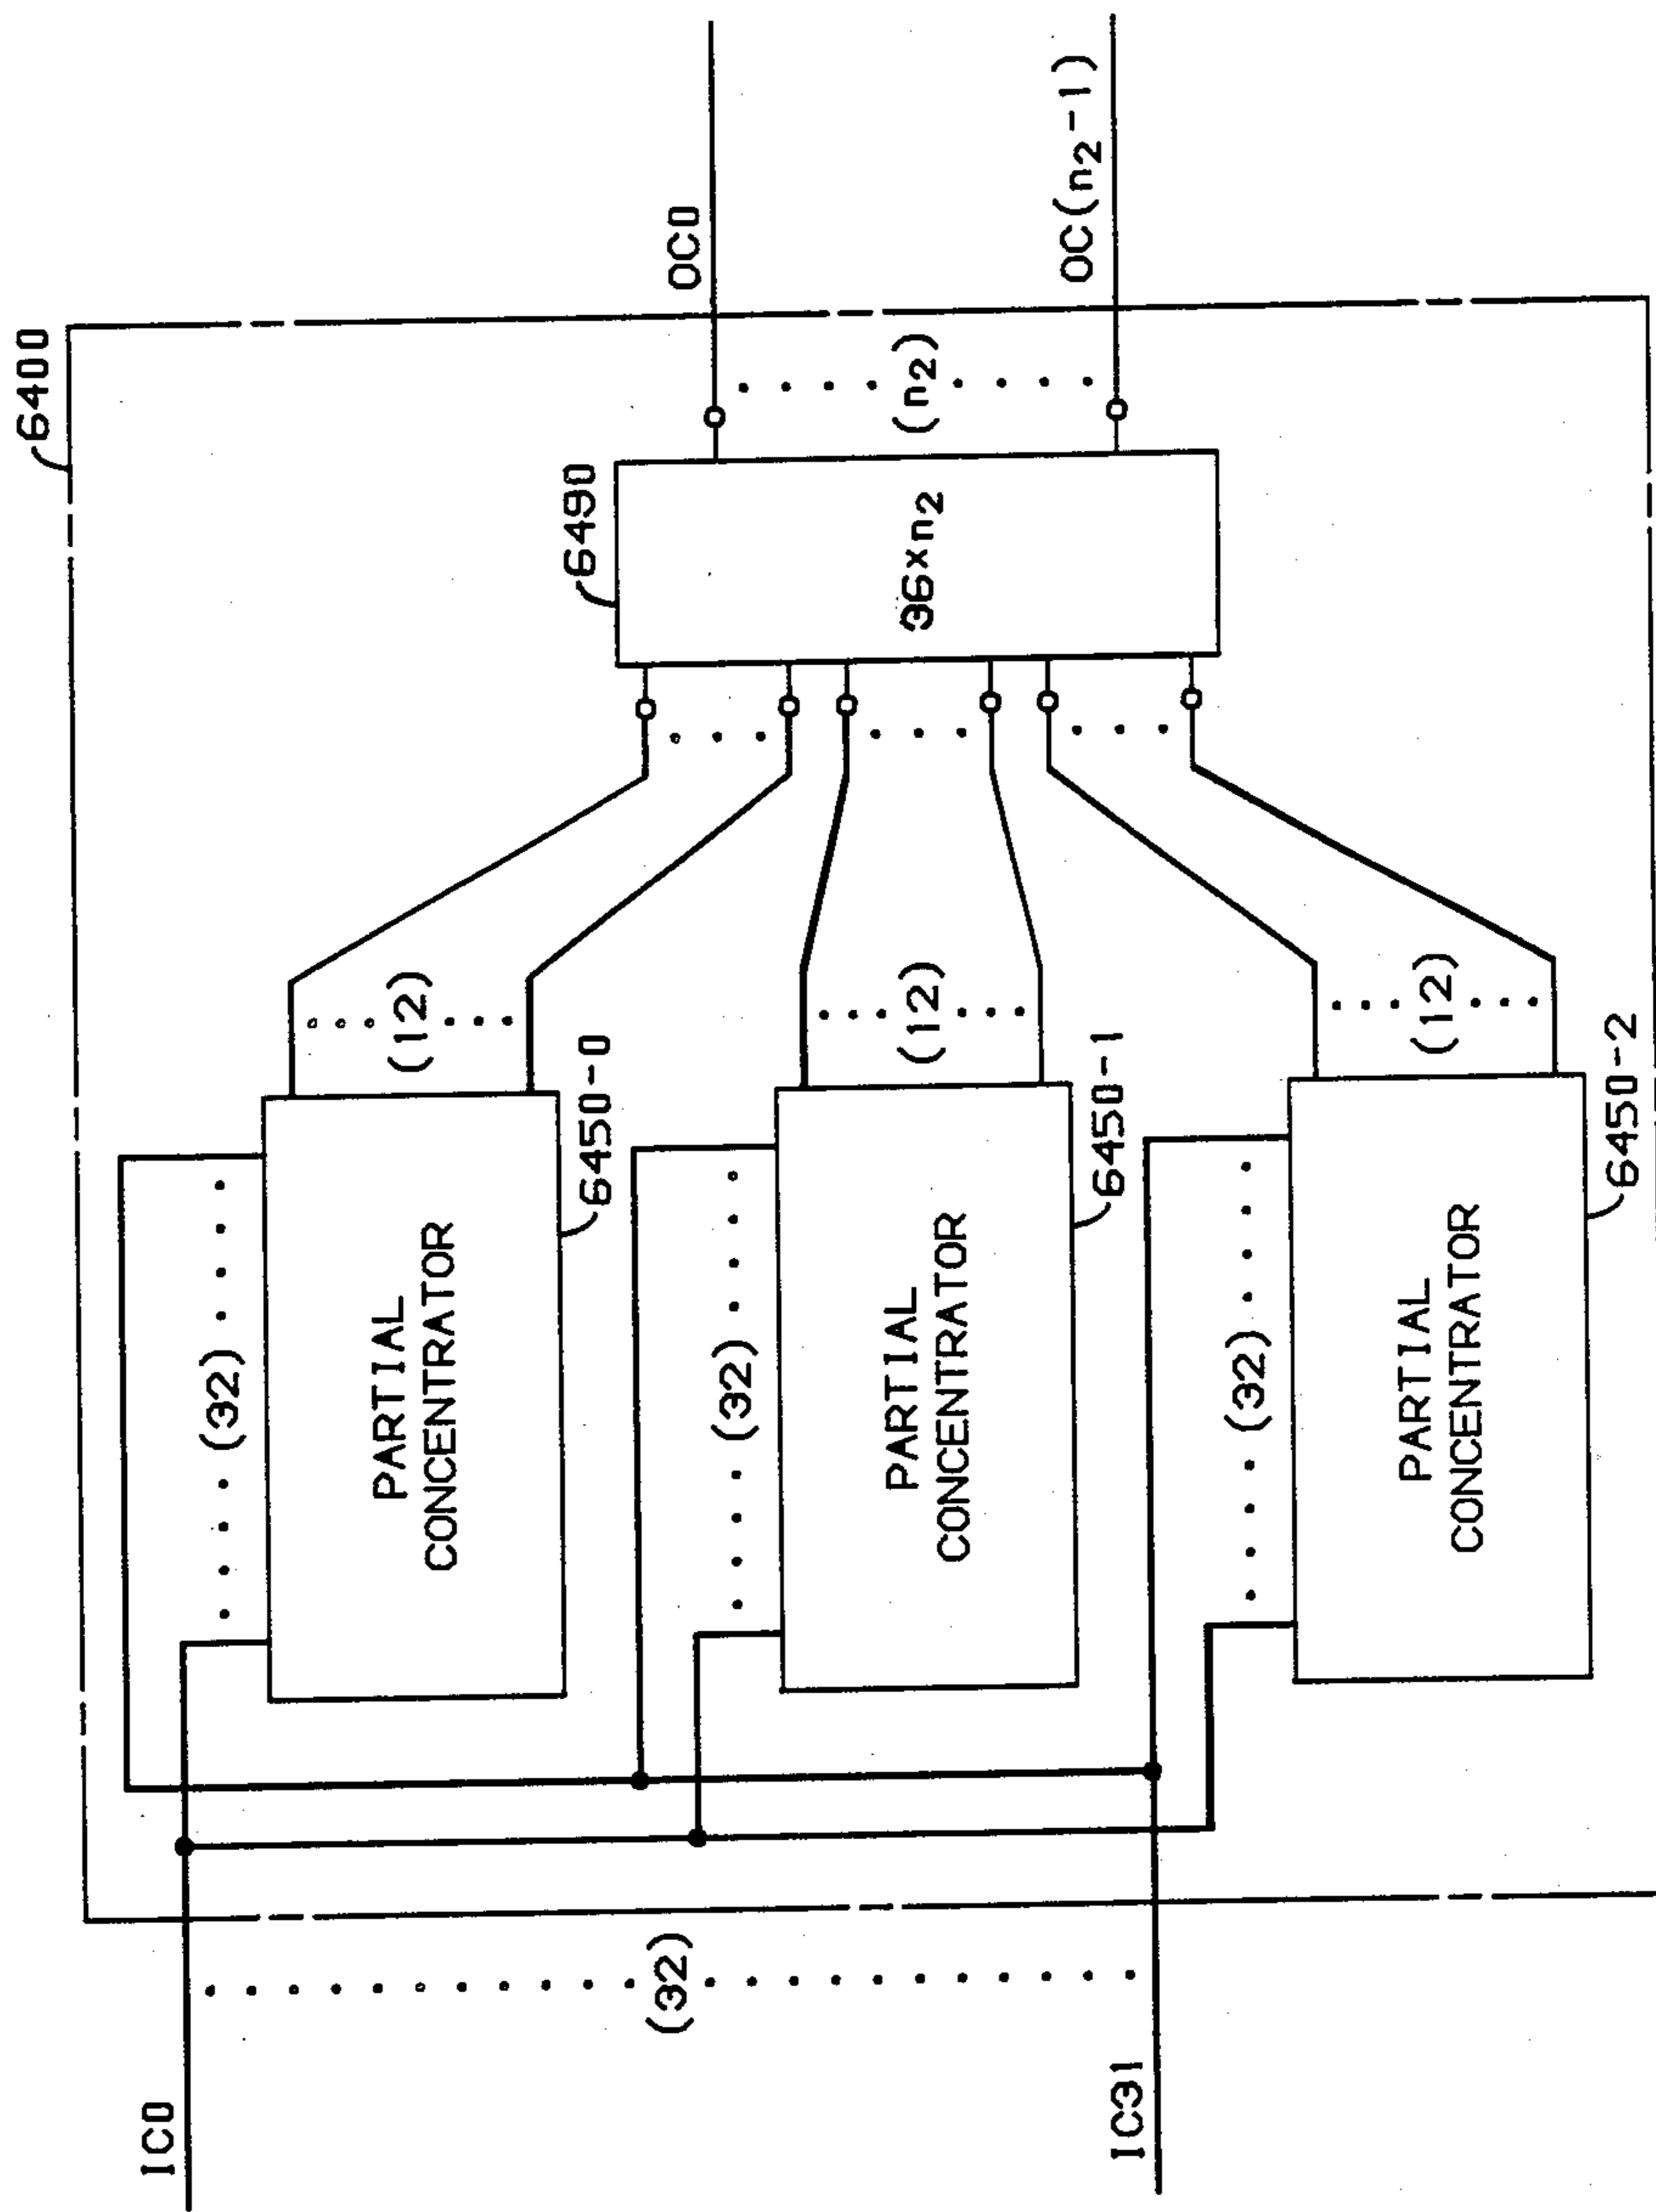 6400
IC0
(32)
IC31
(32)
PARTIAL
CONCENTRATOR
6450-0
(12)
(32)
PARTIAL
CONCENTRATOR
6450-1
(12)
(32)
PARTIAL
CONCENTRATOR
6450-2
(12)
6490
36×n₂
(n₂)
OC0
OC(n₂-1)